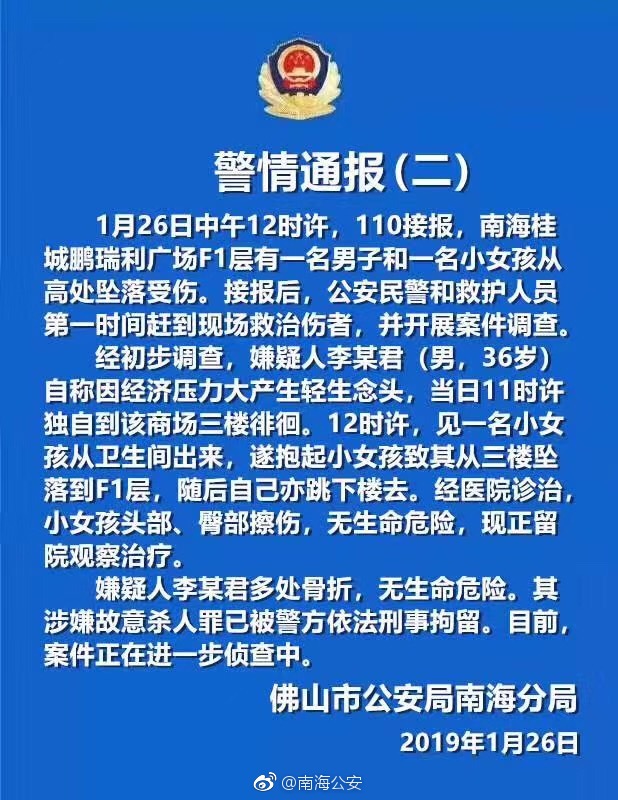 警情通报（二）
1月26日中午12时许，110接报，南海桂
城鹏瑞利广场F1层有一名男子和一名小女孩从
高处坠落受伤。接报后，公安民警和救护人员
第一时间赶到现场救治伤者，并开展案件调查。
经初步调查，嫌疑人李某君（男，36岁）
自称因经济压力大产生轻生念头，当日11时许
独自到该商场三楼徘徊。12时许，见一名小女
孩从卫生间出来，遂抱起小女孩致其从三楼坠
落到F1层，随后自己亦跳下楼去。经医院诊治，
小女孩头部、臀部擦伤，无生命危险，现正留
院观察治疗。
嫌疑人李某君多处骨折，无生命危险。其
涉嫌故意杀人罪已被警方依法刑事拘留。目前，
案件正在进一步侦查中。
佛山市公安局南海分局
2019年1月26日
@南海公安